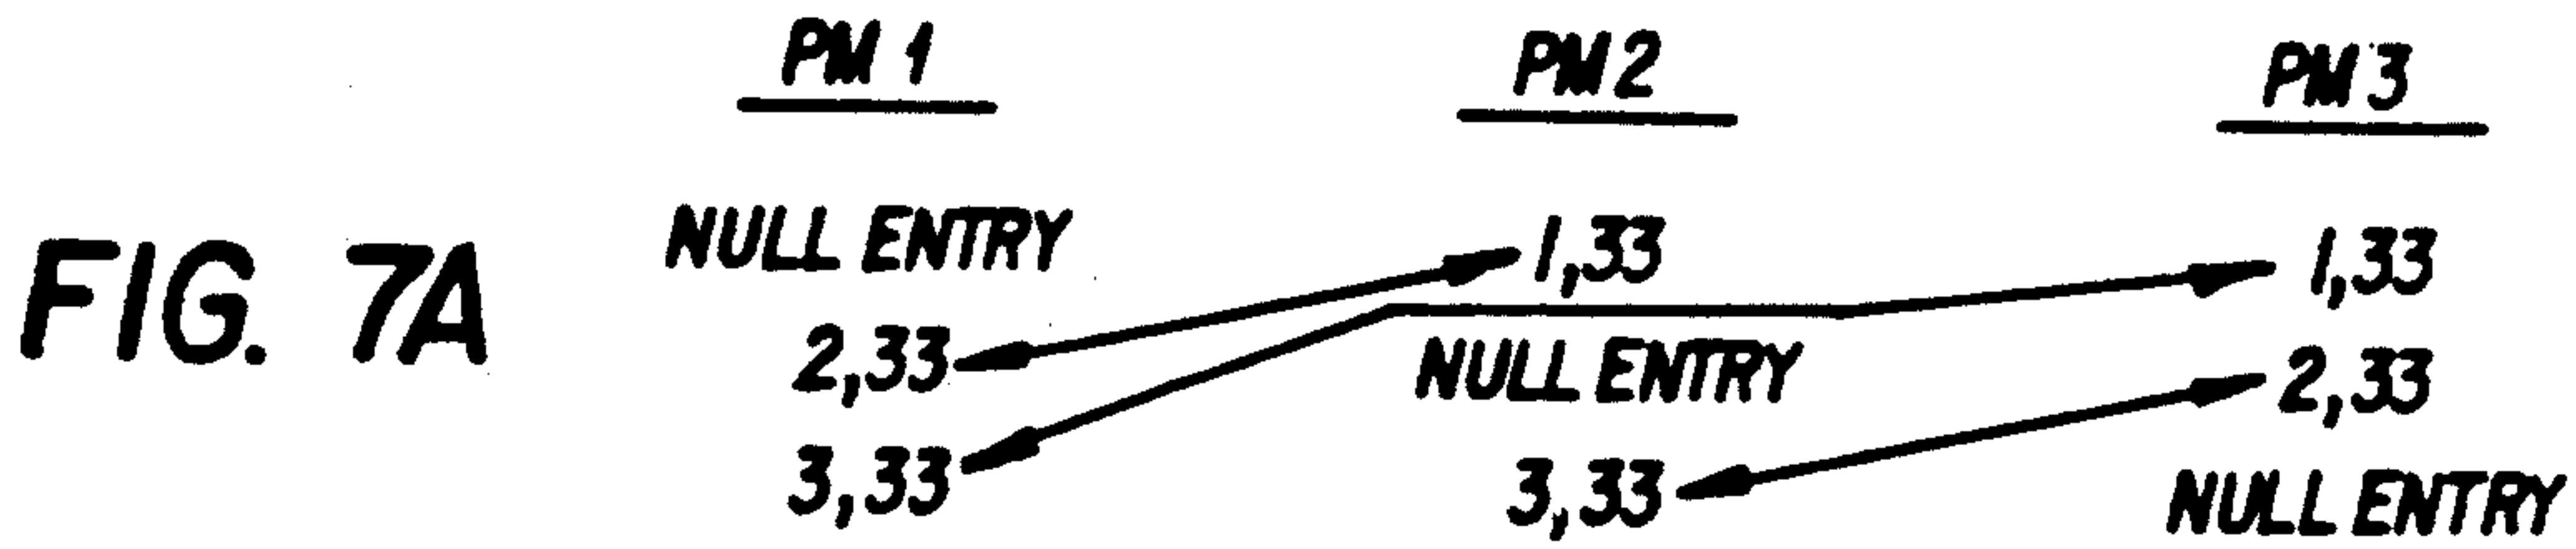 PM 1 PM 2 PM 3
NULL ENTRY 1,33 1,33
FIG. 7A
2,33 NULL ENTRY 2,33
3,33 3,33 NULL ENTRY